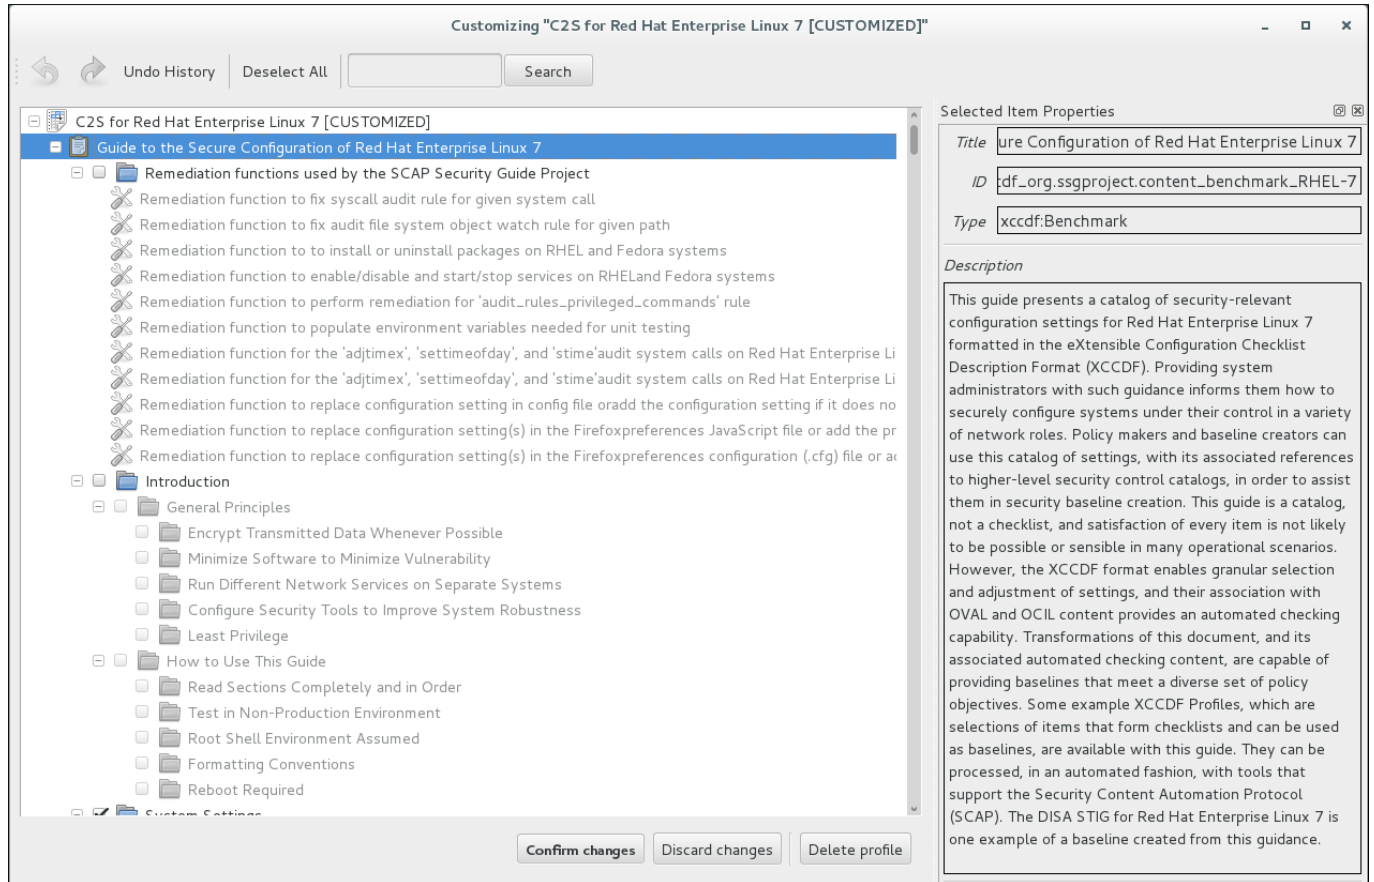 Customizing "C2S for Red Hat Enterprise Linux 7 [CUSTOMIZED]"
Undo History
Deselect All
Search
C2S for Red Hat Enterprise Linux 7 [CUSTOMIZED]
Guide to the Secure Configuration of Red Hat Enterprise Linux 7
Remediation functions used by the SCAP Security Guide Project
Remediation function to fix syscall audit rule for given system call
Remediation function to fix audit file system object watch rule for given path
Remediation function to to install or uninstall packages on RHEL and Fedora systems
Remediation function to enable/disable and start/stop services on RHELand Fedora systems
Remediation function to perform remediation for 'audit_rules_privileged_commands' rule
Remediation function to populate environment variables needed for unit testing
Remediation function for the 'adjtimex', 'settimeofday', and 'stime'audit system calls on Red Hat Enterprise Li
Remediation function for the 'adjtimex', 'settimeofday', and 'stime'audit system calls on Red Hat Enterprise Li
Remediation function to replace configuration setting in config file oradd the configuration setting if it does no
Remediation function to replace configuration setting(s) in the Firefoxpreferences JavaScript file or add the pr
Remediation function to replace configuration setting(s) in the Firefoxpreferences configuration (.cfg) file or ac
Introduction
General Principles
Encrypt Transmitted Data Whenever Possible
Minimize Software to Minimize Vulnerability
Run Different Network Services on Separate Systems
Configure Security Tools to Improve System Robustness
Least Privilege
How to Use This Guide
Read Sections Completely and in Order
Test in Non-Production Environment
Root Shell Environment Assumed
Formatting Conventions
Reboot Required
System Settings
Confirm changes
Discard changes
Delete profile
Selected Item Properties
Title ure Configuration of Red Hat Enterprise Linux 7
ID cdf_org.ssgproject.content_benchmark_RHEL-7
Type xccdf:Benchmark
Description
This guide presents a catalog of security-relevant
configuration settings for Red Hat Enterprise Linux 7
formatted in the eXtensible Configuration Checklist
Description Format (XCCDF). Providing system
administrators with such guidance informs them how to
securely configure systems under their control in a variety
of network roles. Policy makers and baseline creators can
use this catalog of settings, with its associated references
to higher-level security control catalogs, in order to assist
them in security baseline creation. This guide is a catalog,
not a checklist, and satisfaction of every item is not likely
to be possible or sensible in many operational scenarios.
However, the XCCDF format enables granular selection
and adjustment of settings, and their association with
OVAL and OCIL content provides an automated checking
capability. Transformations of this document, and its
associated automated checking content, are capable of
providing baselines that meet a diverse set of policy
objectives. Some example XCCDF Profiles, which are
selections of items that form checklists and can be used
as baselines, are available with this guide. They can be
processed, in an automated fashion, with tools that
support the Security Content Automation Protocol
(SCAP). The DISA STIG for Red Hat Enterprise Linux 7 is
one example of a baseline created from this guidance.